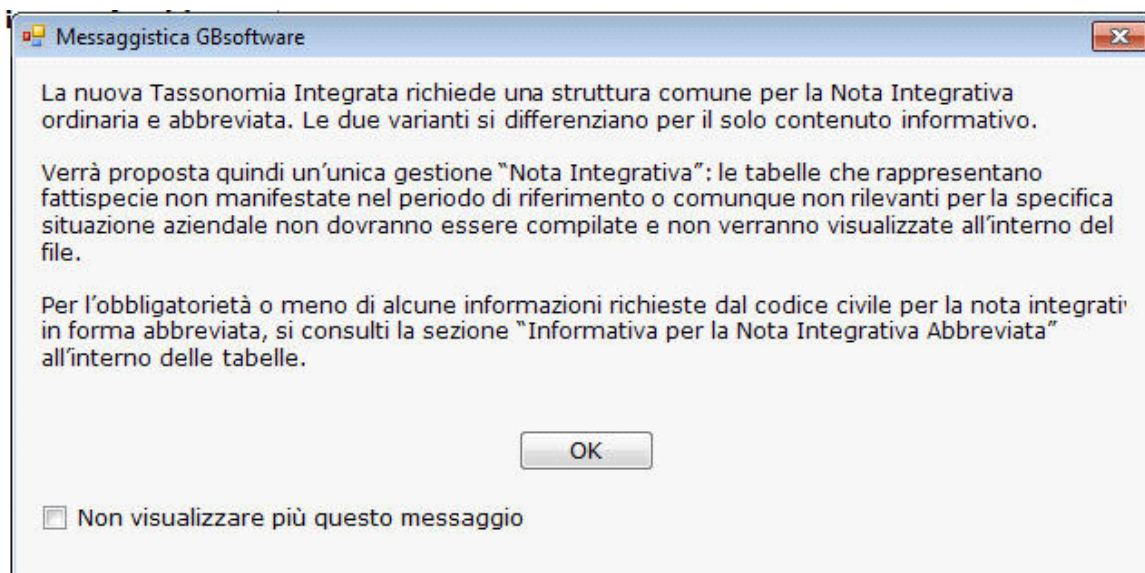 Messaggistica GBsoftware
La nuova Tassonomia Integrata richiede una struttura comune per la Nota Integrativa
ordinaria e abbreviata. Le due varianti si differenziano per il solo contenuto informativo.
Verrà proposta quindi un'unica gestione “Nota Integrativa”: le tabelle che rappresentano
fattispecie non manifestate nel periodo di riferimento o comunque non rilevanti per la specifica
situazione aziendale non dovranno essere compilate e non verranno visualizzate all'interno del
file.
Per l'obbligatorietà o meno di alcune informazioni richieste dal codice civile per la nota integrativ
in forma abbreviata, si consulti la sezione “Informativa per la Nota Integrativa Abbreviata”
all'interno delle tabelle.
OK
Non visualizzare più questo messaggio